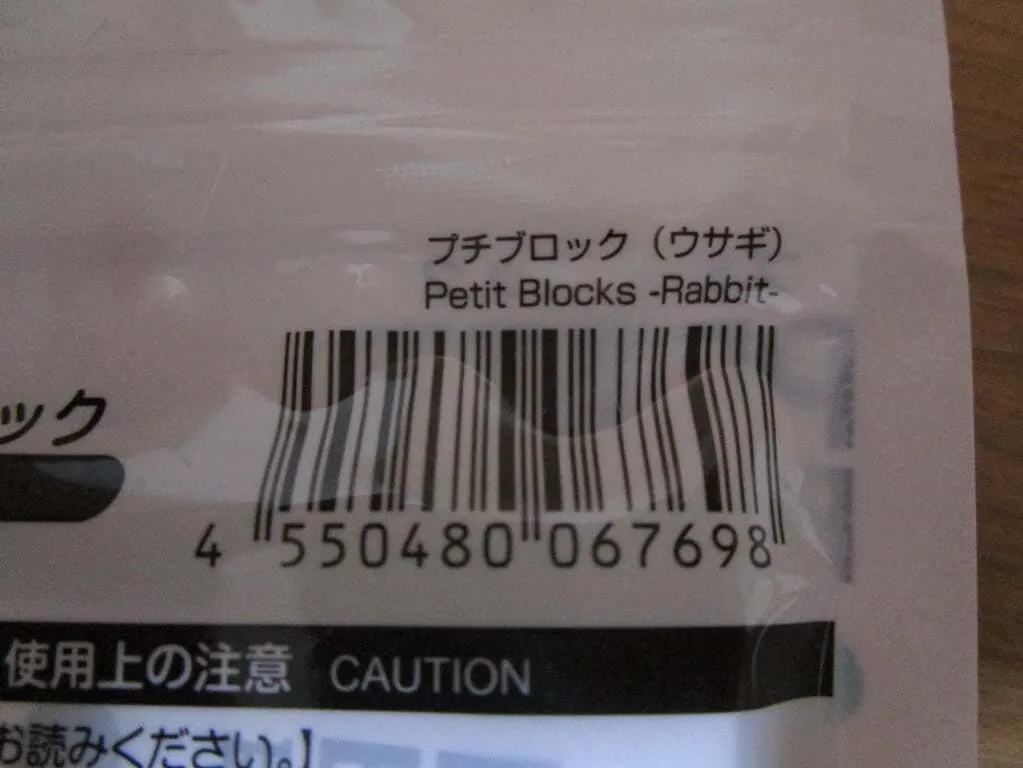 プチブロック（ウサギ）
Petit Blocks -Rabbit-
ック
4 550480 067698
使用上の注意 CAUTION
お読みください。】